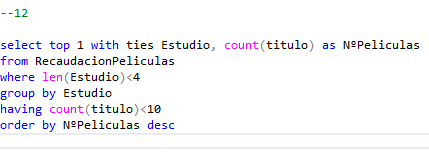 --12
select top 1 with ties Estudio, count(titulo) as NºPeliculas
from RecaudacionPeliculas
where len(Estudio)<4
group by Estudio
having count(titulo)<10
order by NºPeliculas desc